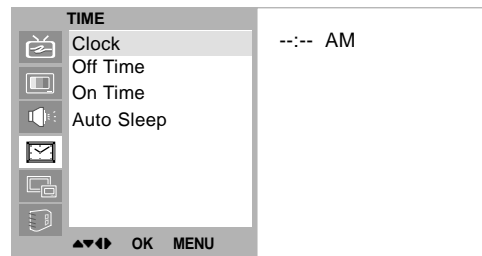 TIME
Clock
--:-- AM
Off Time
On Time
Auto Sleep
▲▼◀▶ OK MENU